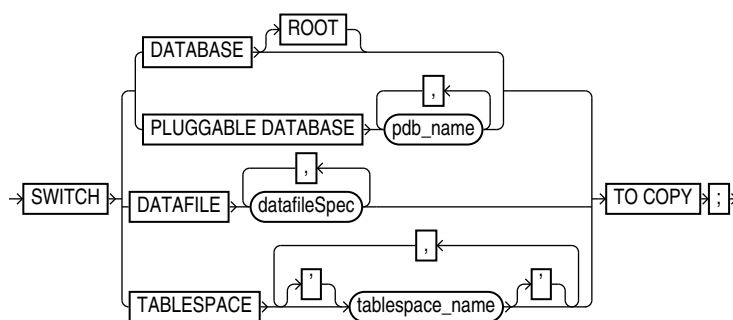 ROOT
DATABASE
,
PLUGGABLE DATABASE pdb_name
,
SWITCH DATAFILE datafileSpec TO COPY ;
,
' '
TABLESPACE tablespace_name